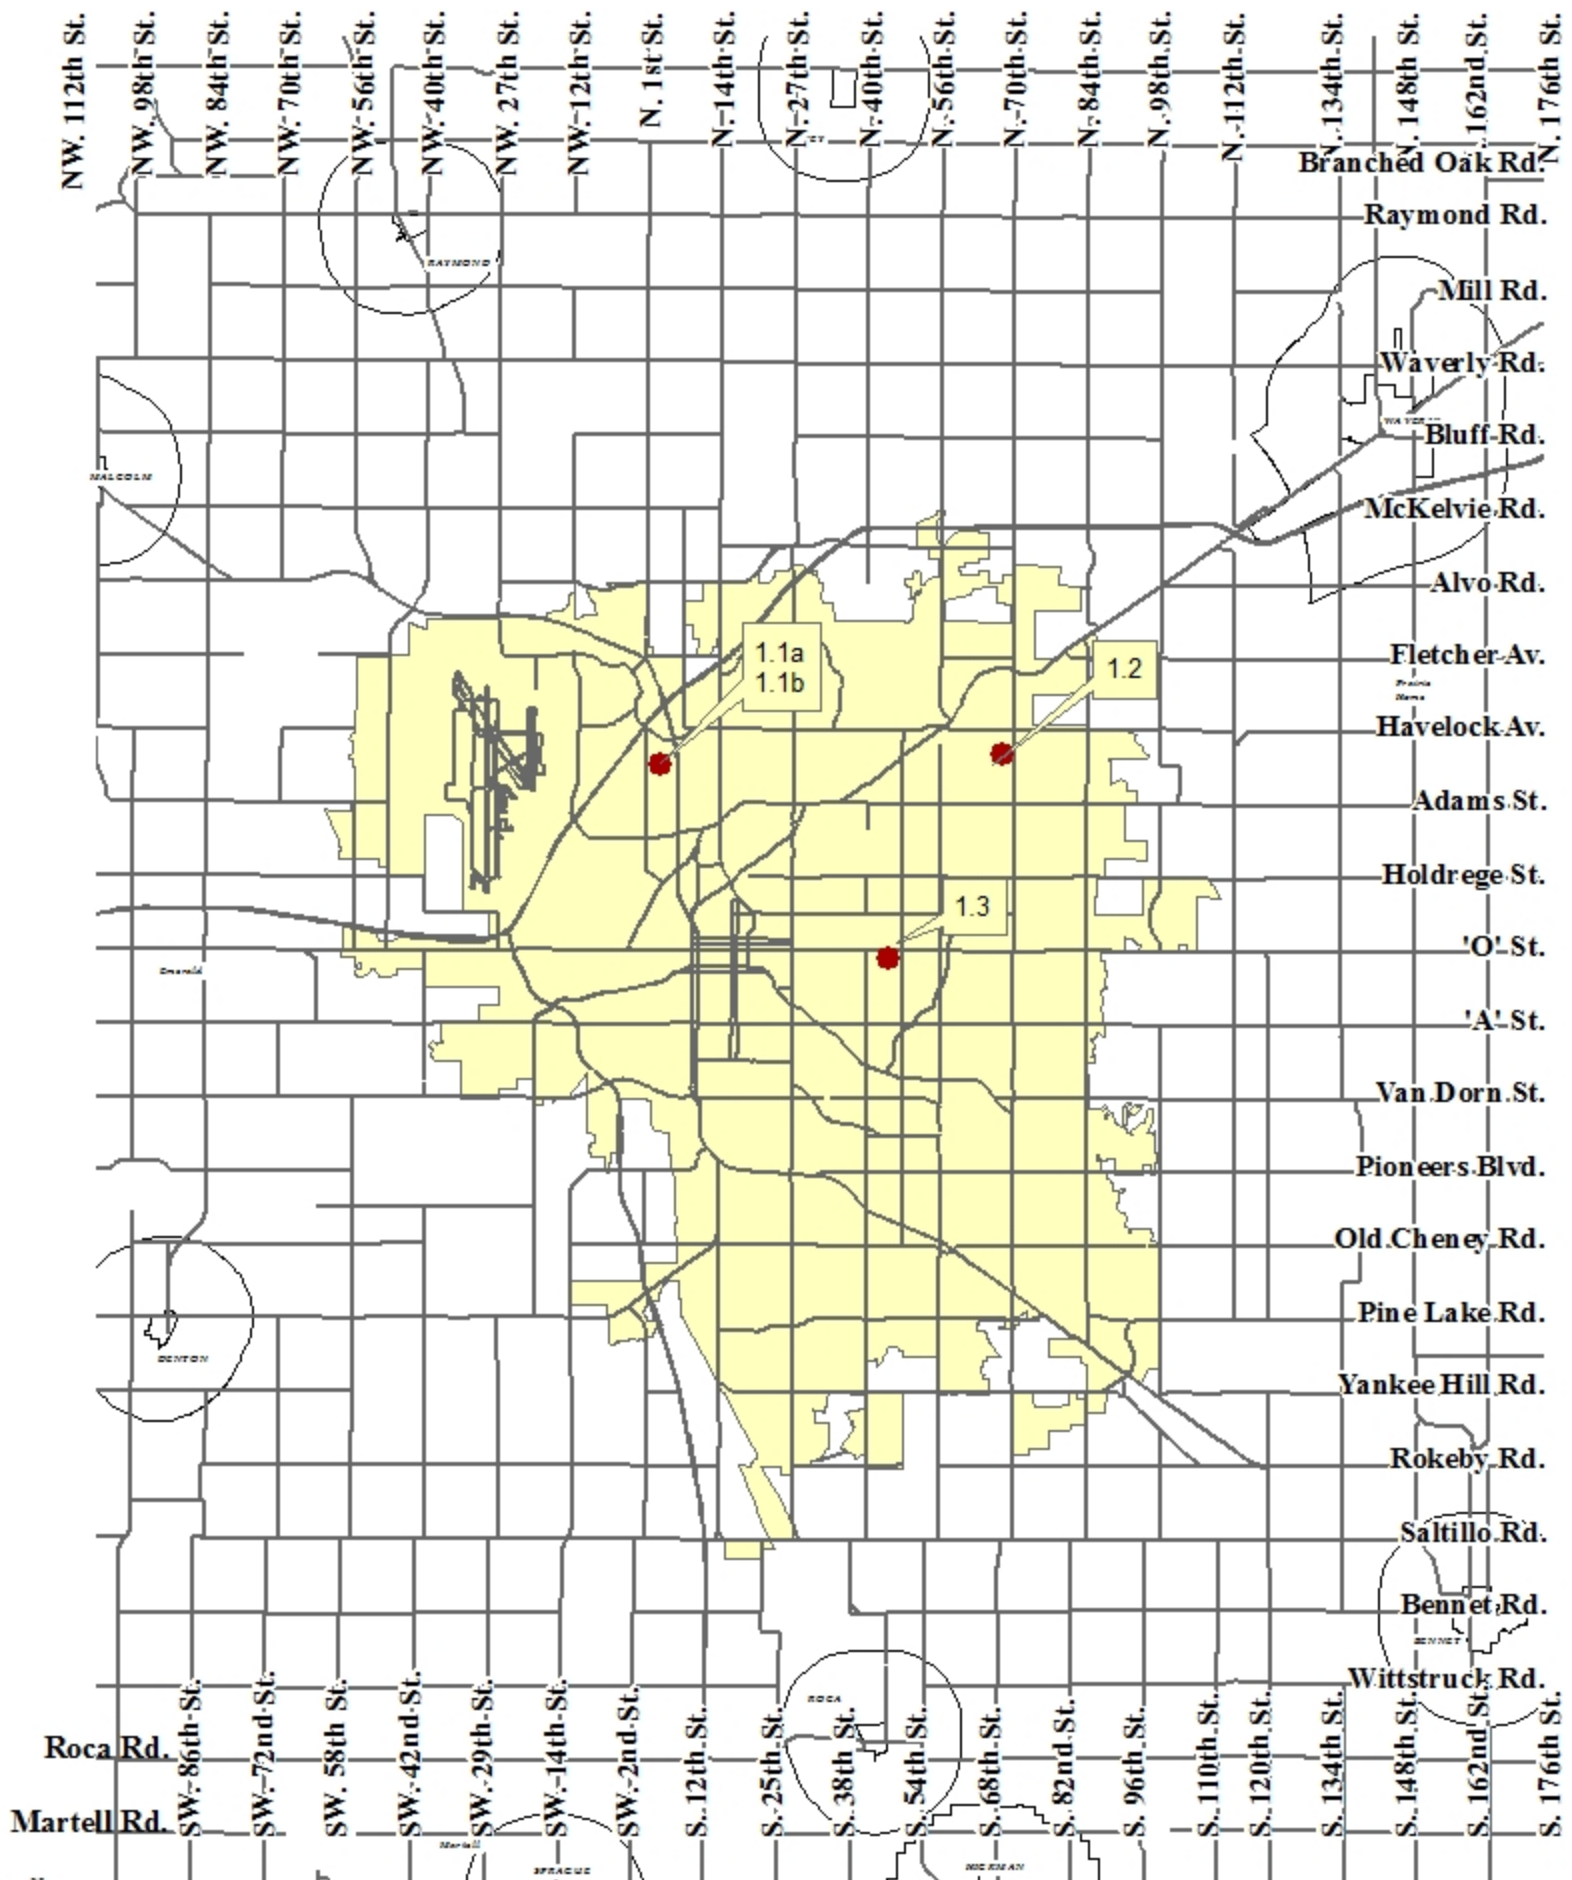 NW. 112th St.
NW. 98th St.
NW. 84th St.
NW. 70th St.
NW. 56th St.
NW. 40th St.
NW. 27th St.
NW. 12th St.
N. 1st St.
N. 14th St.
N. 27th St.
N. 40th St.
N. 56th St.
N. 70th St.
N. 84th St.
N. 98th St.
N. 112th St.
N. 134th St.
N. 148th St.
162nd St.
N. 176th St.
Branched Oak Rd.
Raymond Rd.
RAYMOND
Mill Rd.
Waverly Rd.
Bluff Rd.
MALCOLM
McKelvie Rd.
Alvo Rd.
1.1a
1.1b
1.2
Fletcher Av.
Prairie
Home
Havelock Av.
Adams St.
Holdrege St.
1.3
'O' St.
Emerald
'A' St.
Van Dorn St.
Pioneers Blvd.
Old Cheney Rd.
Pine Lake Rd.
DENTON
Yankee Hill Rd.
Rokeby Rd.
Saltillo Rd.
Bennet Rd.
BENNET
Wittstruck Rd.
ROCA
Roca Rd.
SW. 86th St.
SW. 72nd St.
SW. 58th St.
SW. 42nd St.
SW. 29th St.
SW. 14th St.
SW. 2nd St.
S. 12th St.
S. 25th St.
S. 38th St.
S. 54th St.
S. 68th St.
S. 82nd St.
S. 96th St.
S. 110th St.
S. 120th St.
S. 134th St.
S. 148th St.
S. 162nd St.
S. 176th St.
Martell Rd.
Martell
SPRAGUE
HICKMAN